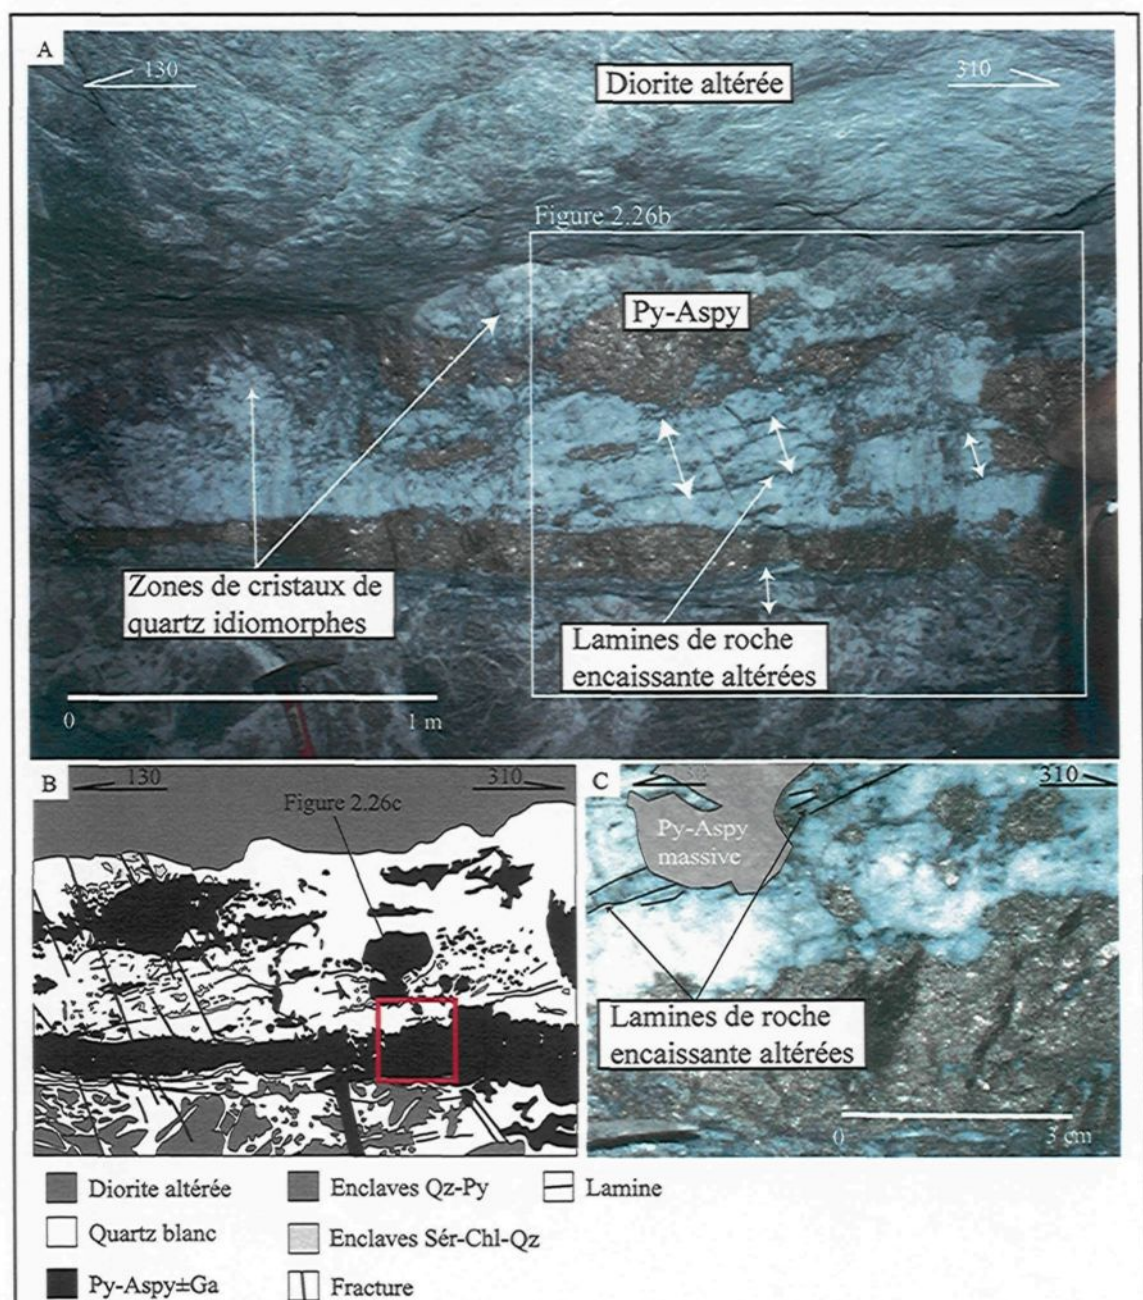 A
130
Diorite altérée
310
Figure 2.26b
Py-Aspy
Zones de cristaux de
quartz idiomorphes
Lamines de roche
encaissante altérées
0
1 m
B
130
310
Figure 2.26c
C
310
Py-Aspy
massive
Lamines de roche
encaissante altérées
0
3 cm
Diorite altérée
Enclaves Qz-Py
Lamine
Quartz blanc
Enclaves Sér-Chl-Qz
Py-Aspy±Ga
Fracture